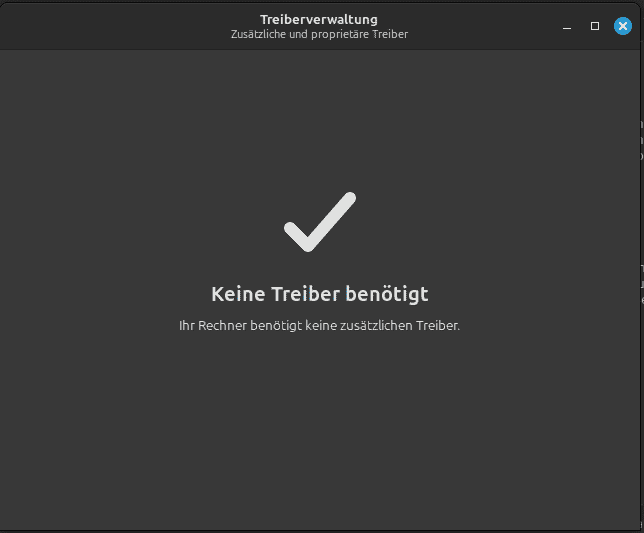 Treiberverwaltung
Zusätzliche und proprietäre Treiber
Keine Treiber benötigt
Ihr Rechner benötigt keine zusätzlichen Treiber.